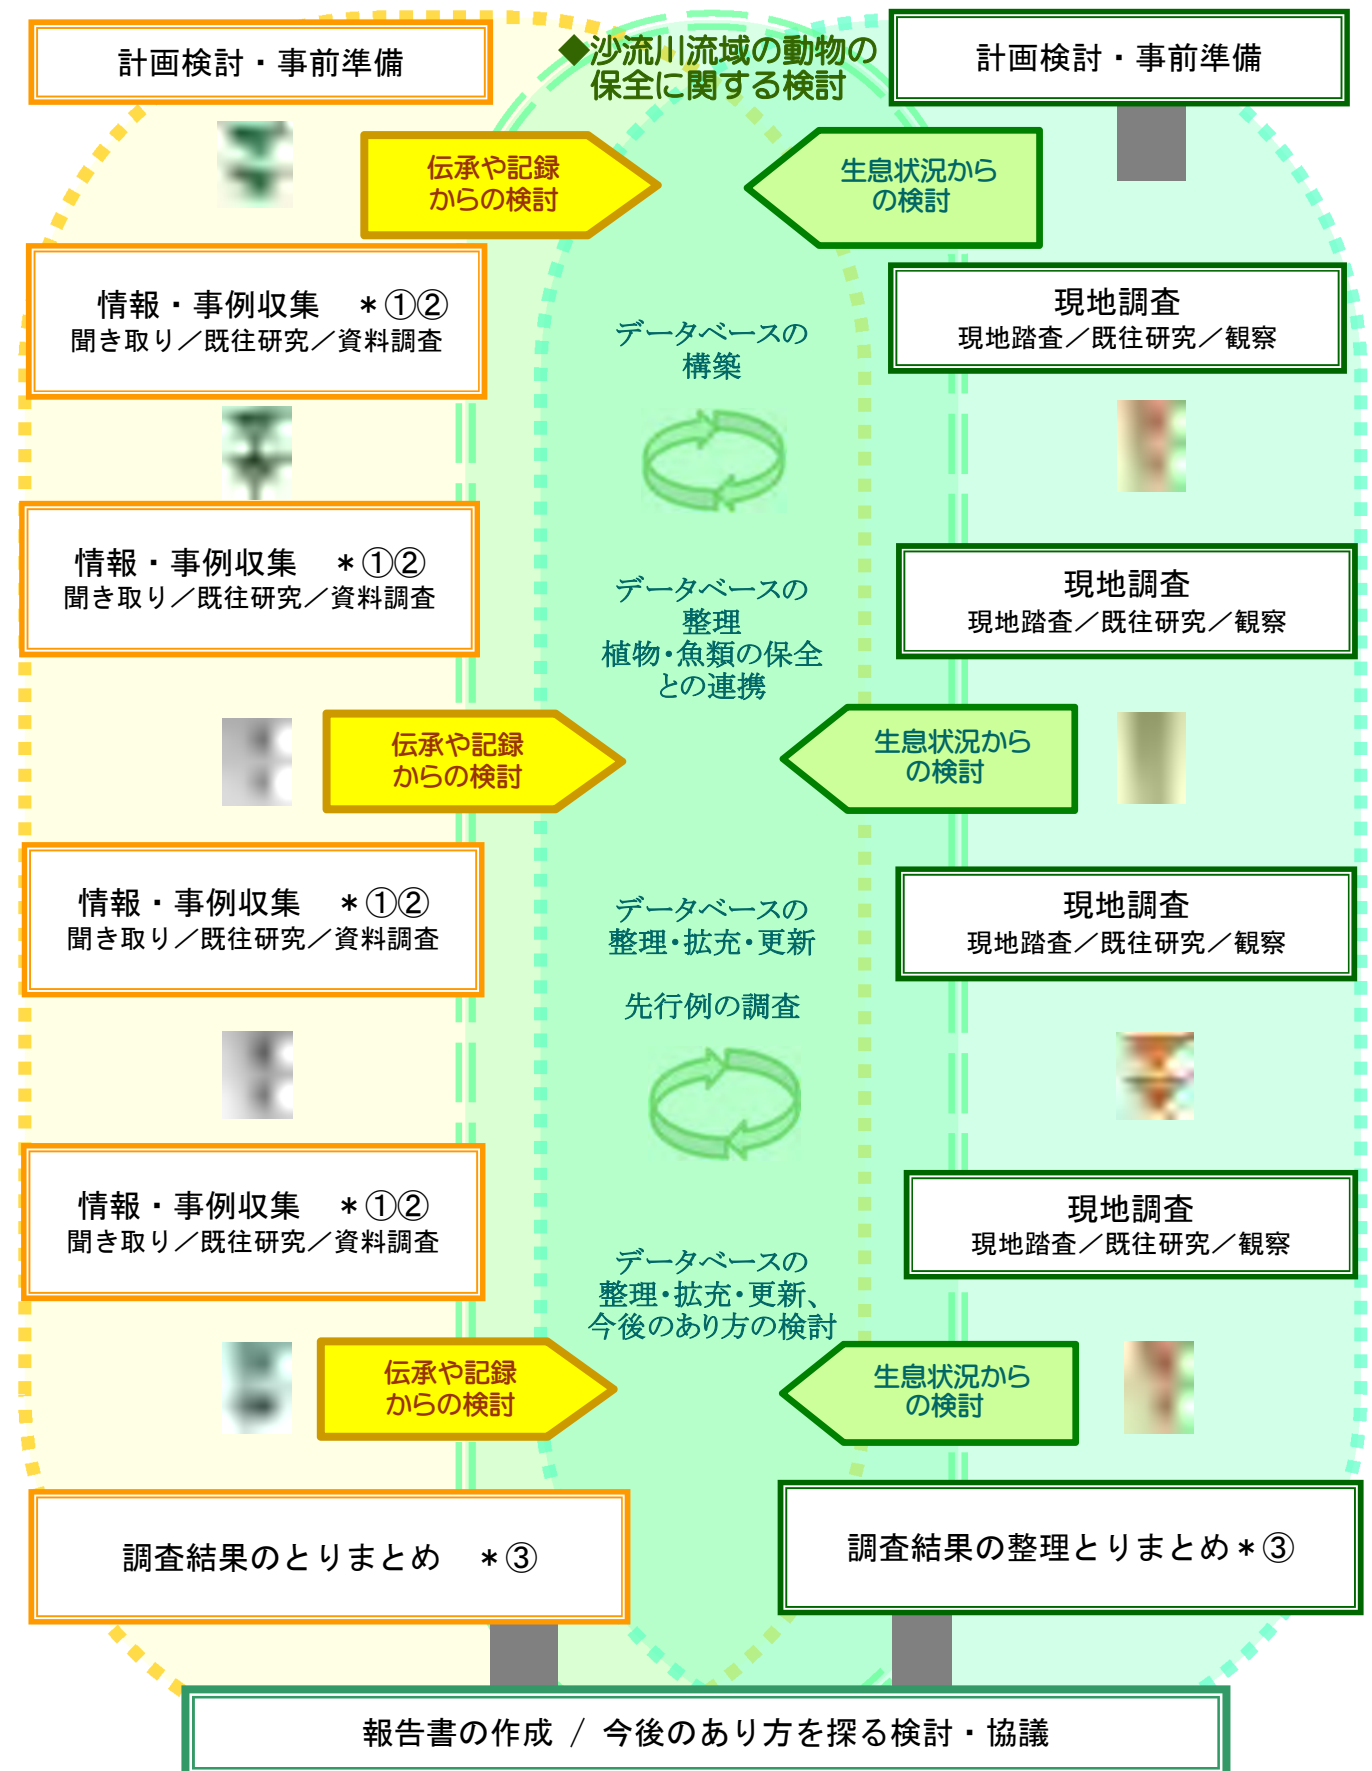 計画検討・事前準備
◆沙流川流域の動物の
保全に関する検討
計画検討・事前準備
伝承や記録
からの検討
生息状況から
の検討
情報・事例収集　＊①②
聞き取り／既往研究／資料調査
データベースの
構築
現地調査
現地踏査／既往研究／観察
情報・事例収集　＊①②
聞き取り／既往研究／資料調査
データベースの
整理
植物・魚類の保全
との連携
現地調査
現地踏査／既往研究／観察
伝承や記録
からの検討
生息状況から
の検討
情報・事例収集　＊①②
聞き取り／既往研究／資料調査
データベースの
整理・拡充・更新
先行例の調査
現地調査
現地踏査／既往研究／観察
情報・事例収集　＊①②
聞き取り／既往研究／資料調査
データベースの
整理・拡充・更新、
今後のあり方の検討
現地調査
現地踏査／既往研究／観察
伝承や記録
からの検討
生息状況から
の検討
調査結果のとりまとめ　＊③
調査結果の整理とりまとめ＊③
報告書の作成 / 今後のあり方を探る検討・協議